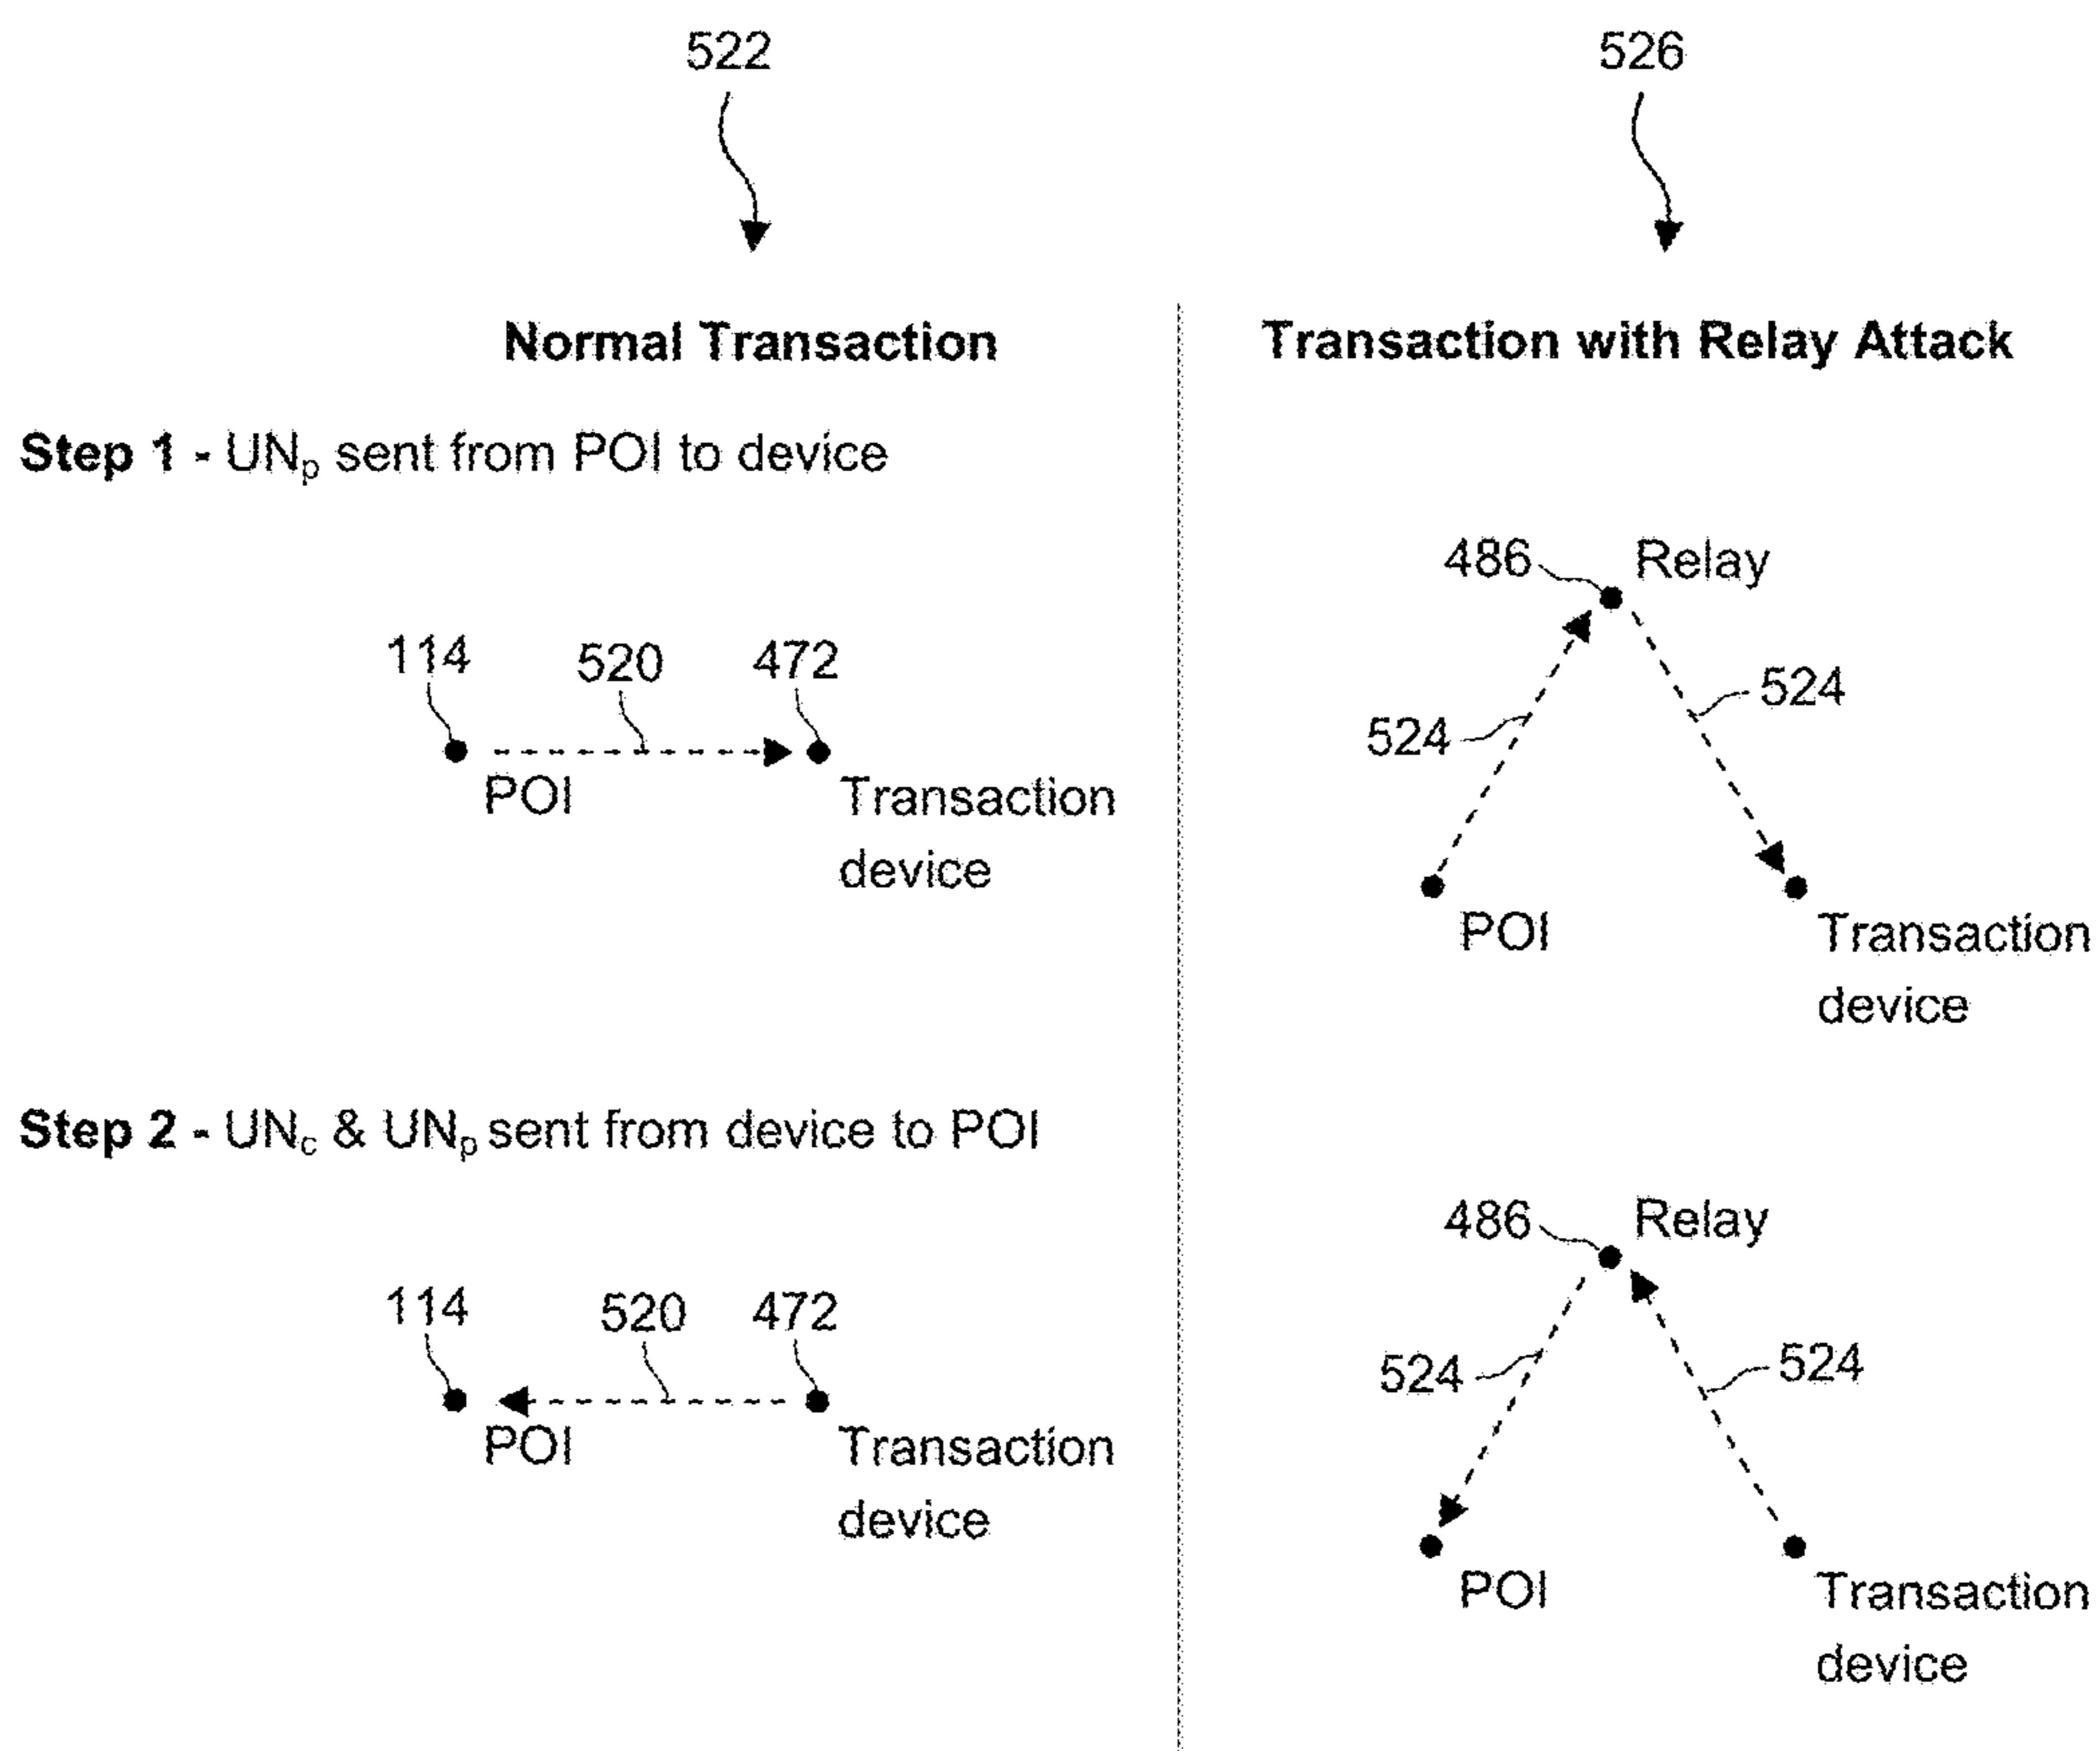 522
526
Normal Transaction
Transaction with Relay Attack
Step 1 - UNp sent from POI to device
486
Relay
114
520
472
524
524
POI
Transaction
device
POI
Transaction
device
Step 2 - UNc & UNp sent from device to POI
486
Relay
114
520
472
524
524
POI
Transaction
device
POI
Transaction
device